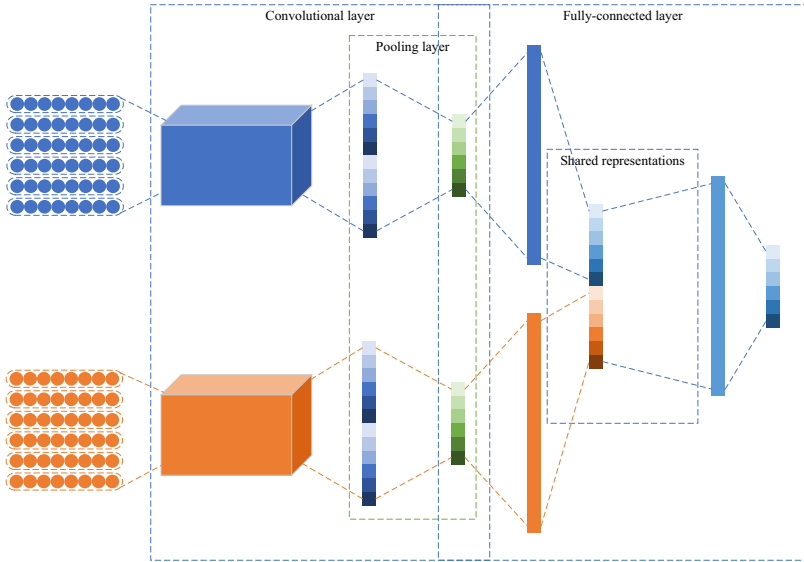 Convolutional layer
Fully-connected layer
Pooling layer
Shared representations